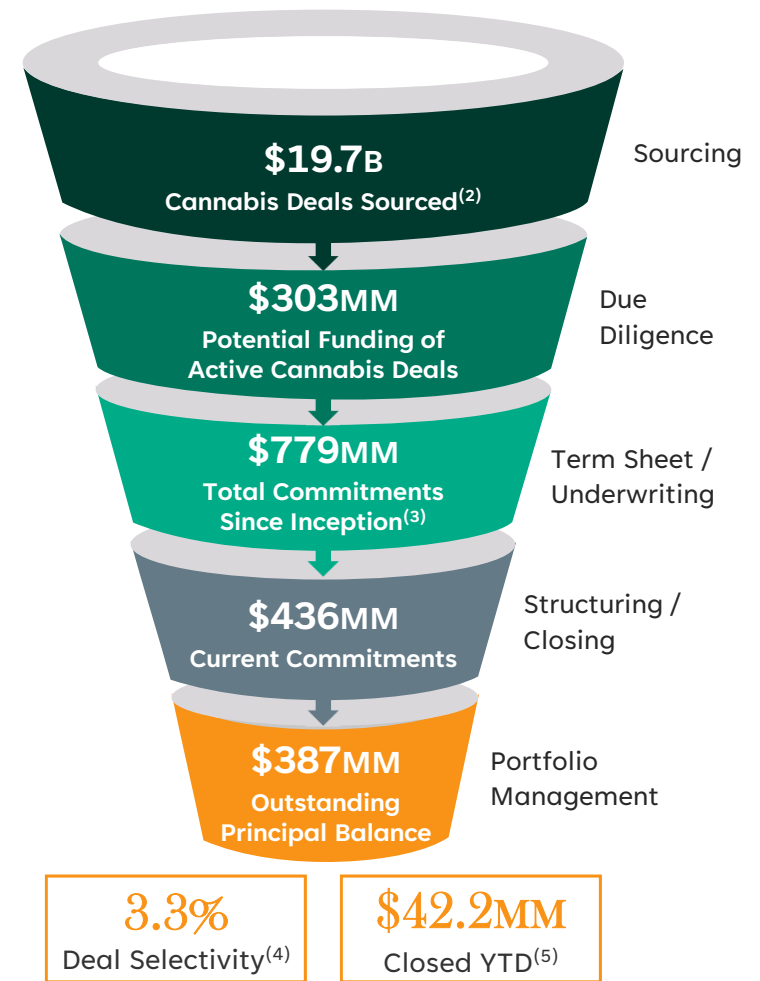 $19.7B
Cannabis Deals Sourced(2)
Sourcing
$303MM
Potential Funding of
Active Cannabis Deals
Due
Diligence
$779MM
Total Commitments
Since Inception(3)
Term Sheet /
Underwriting
$436MM
Current Commitments
Structuring /
Closing
$387MM
Outstanding
Principal Balance
Portfolio
Management
3.3%
Deal Selectivity(4)
$42.2MM
Closed YTD(5)